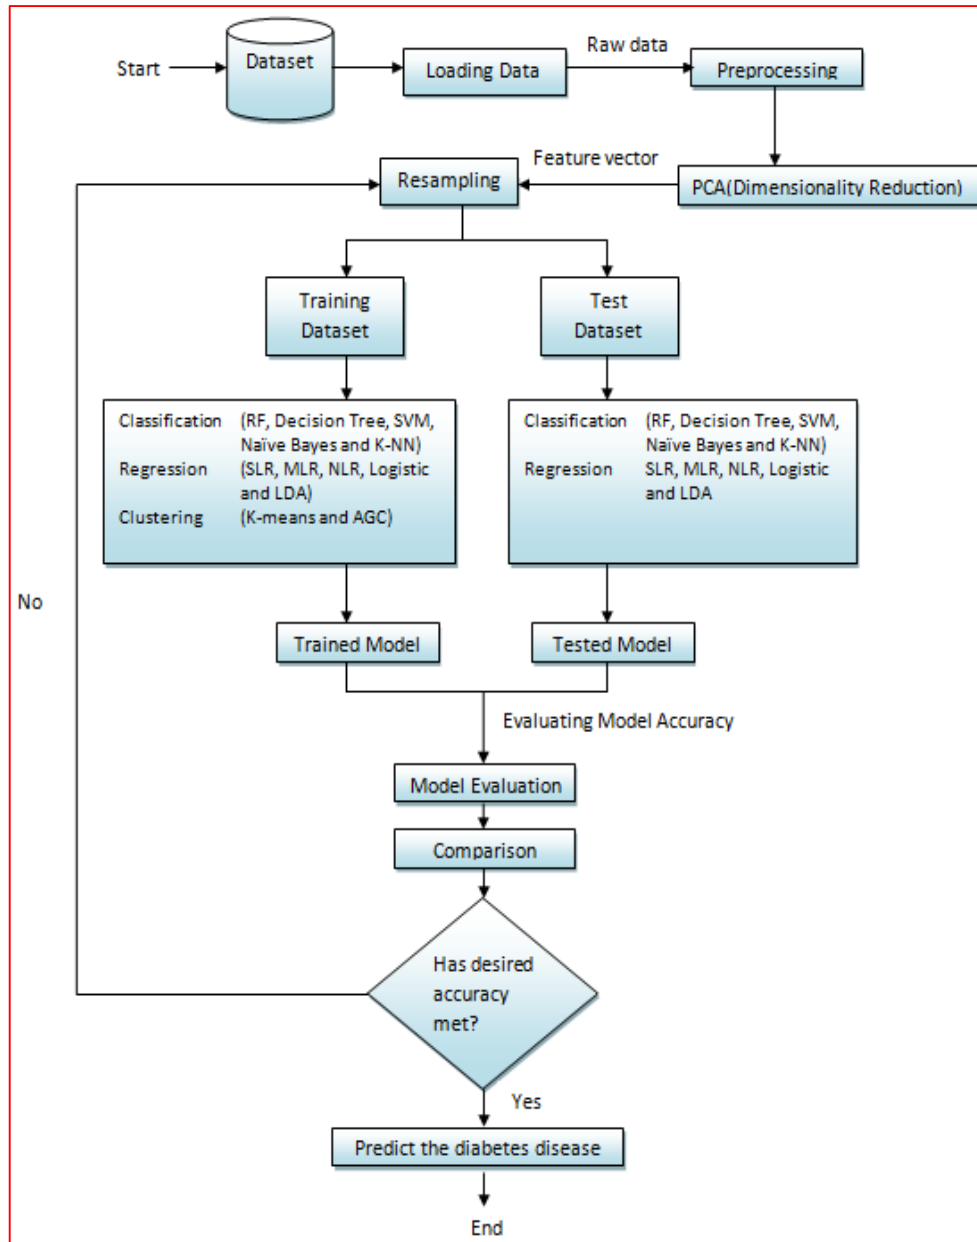 Start
Dataset
Loading Data
Raw data
Preprocessing
Feature vector
Resampling
PCA(Dimensionality Reduction)
Training
Dataset
Test
Dataset
Classification (RF, Decision Tree, SVM,
Naïve Bayes and K-NN)
Regression (SLR, MLR, NLR, Logistic
and LDA)
Clustering (K-means and AGC)
Classification (RF, Decision Tree, SVM,
Naïve Bayes and K-NN)
Regression SLR, MLR, NLR, Logistic
and LDA
No
Trained Model
Tested Model
Evaluating Model Accuracy
Model Evaluation
Comparison
Has desired
accuracy
met?
Yes
Predict the diabetes disease
End